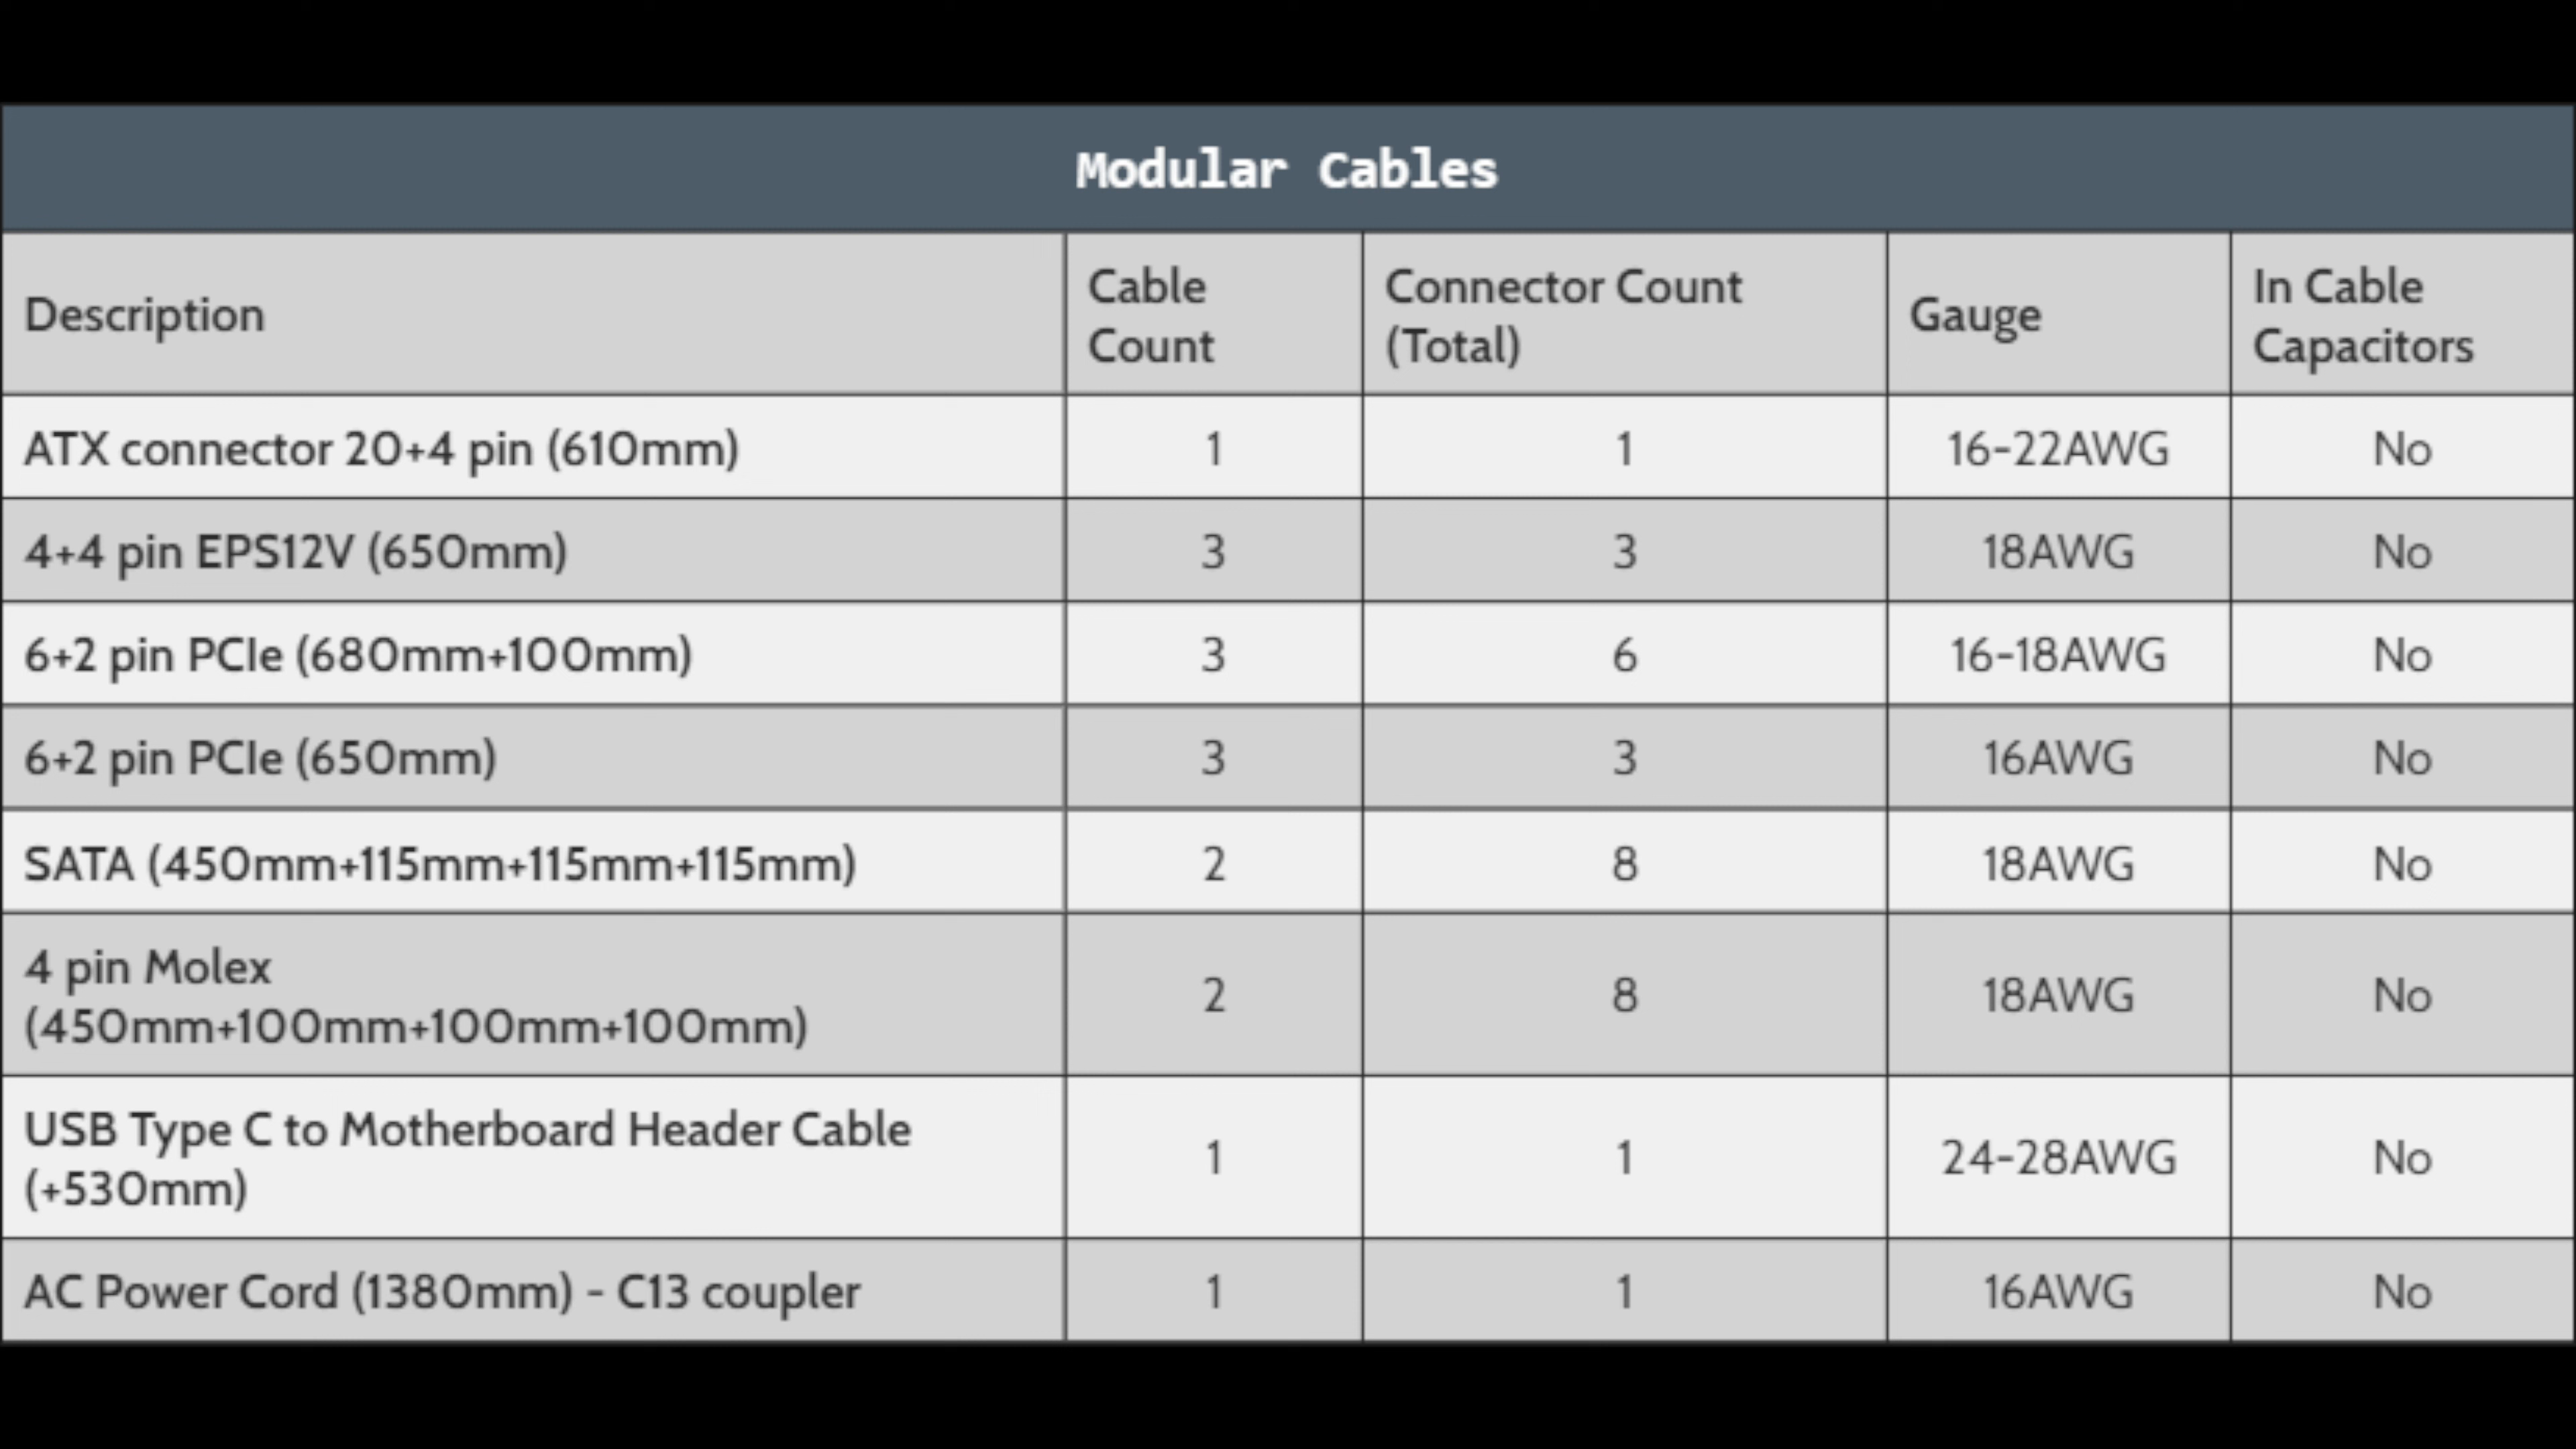 Modular Cables
Description
Cable
Count
Connector Count
(Total)
Gauge
In Cable
Capacitors
ATX connector 20+4 pin (610mm)
1
1
16-22AWG
No
4+4 pin EPS12V (650mm)
3
3
18AWG
No
6+2 pin PCIe (680mm+100mm)
3
6
16-18AWG
No
6+2 pin PCIe (650mm)
3
3
16AWG
No
SATA (450mm+115mm+115mm+115mm)
2
8
18AWG
No
4 pin Molex
(450mm+100mm+100mm+100mm)
2
8
18AWG
No
USB Type C to Motherboard Header Cable
(+530mm)
1
1
24-28AWG
No
AC Power Cord (1380mm) - C13 coupler
1
1
16AWG
No